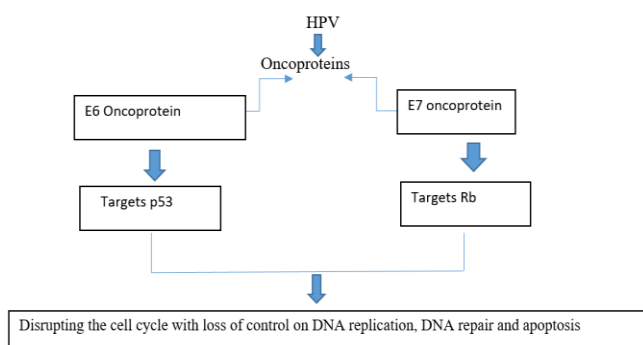 HPV
Oncoproteins
E6 Oncoprotein
E7 oncoprotein
Targets p53
Targets Rb
Disrupting the cell cycle with loss of control on DNA replication, DNA repair and apoptosis